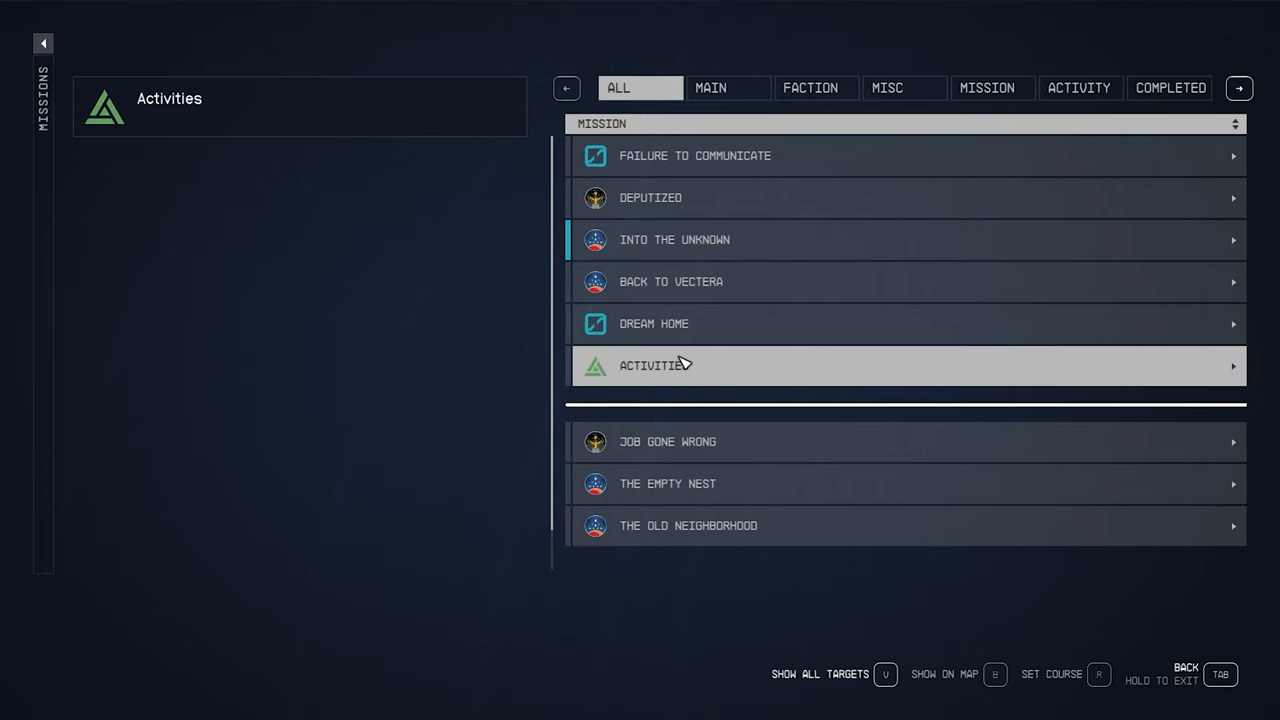 MISSIONS
Activities
ALL MAIN FACTION MISC MISSION ACTIVITY COMPLETED
MISSION
FAILURE TO COMMUNICATE
DEPUTIZED
INTO THE UNKNOWN
BACK TO VECTERA
DREAM HOME
ACTIVITIES
JOB GONE WRONG
THE EMPTY NEST
THE OLD NEIGHBORHOOD
SHOW ALL TARGETS V SHOW ON MAP B SET COURSE R BACK TAB
HOLD TO EXIT